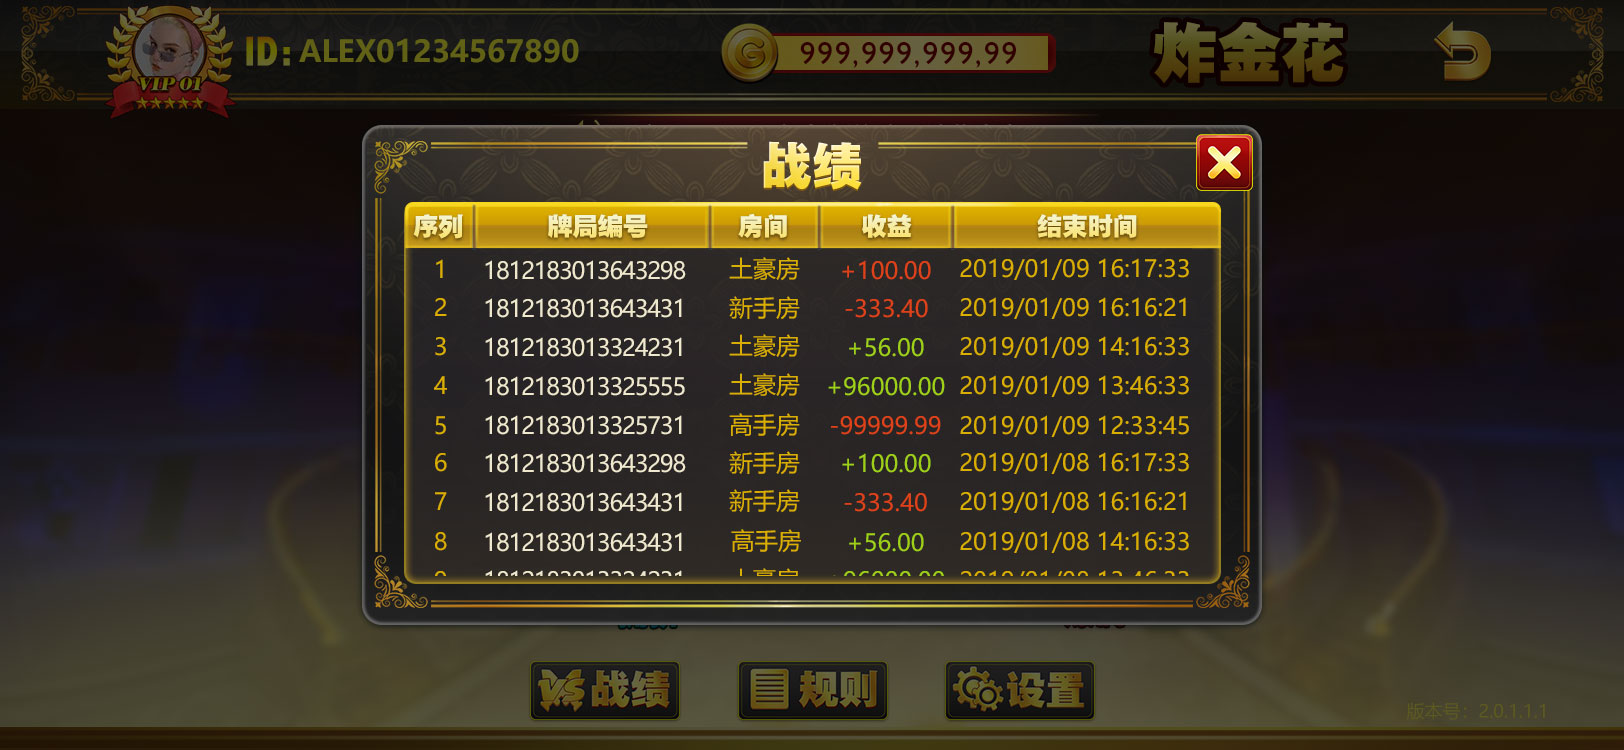 VIP 01
ID: ALEX01234567890
999,999,999,99
炸金花
战绩
序列 牌局编号 房间 收益 结束时间
1 1812183013643298 土豪房 +100.00 2019/01/09 16:17:33
2 1812183013643431 新手房 -333.40 2019/01/09 16:16:21
3 1812183013324231 土豪房 +56.00 2019/01/09 14:16:33
4 1812183013325555 土豪房 +96000.00 2019/01/09 13:46:33
5 1812183013325731 高手房 -99999.99 2019/01/09 12:33:45
6 1812183013643298 新手房 +100.00 2019/01/08 16:17:33
7 1812183013643431 新手房 -333.40 2019/01/08 16:16:21
8 1812183013643431 高手房 +56.00 2019/01/08 14:16:33
VS 战绩
规则
设置
版本号：2.0.1.1.1